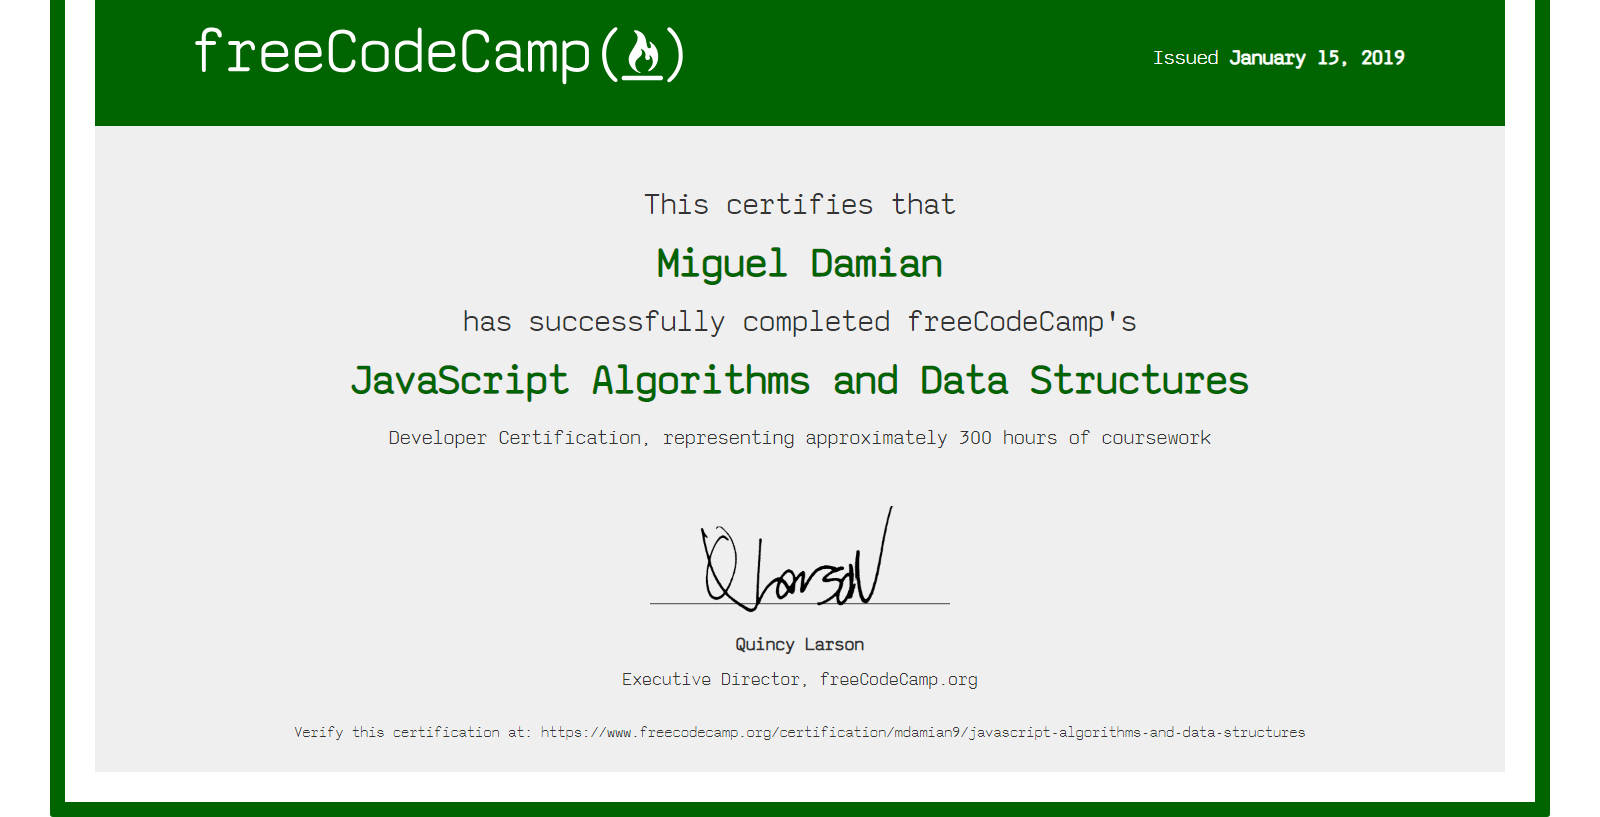 freeCodeCamp(🔥)
Issued January 15, 2019
This certifies that
Miguel Damian
has successfully completed freeCodeCamp's
JavaScript Algorithms and Data Structures
Developer Certification, representing approximately 300 hours of coursework
Q Larson
Quincy Larson
Executive Director, freeCodeCamp.org
Verify this certification at: https://www.freecodecamp.org/certification/mdamian9/javascript-algorithms-and-data-structures